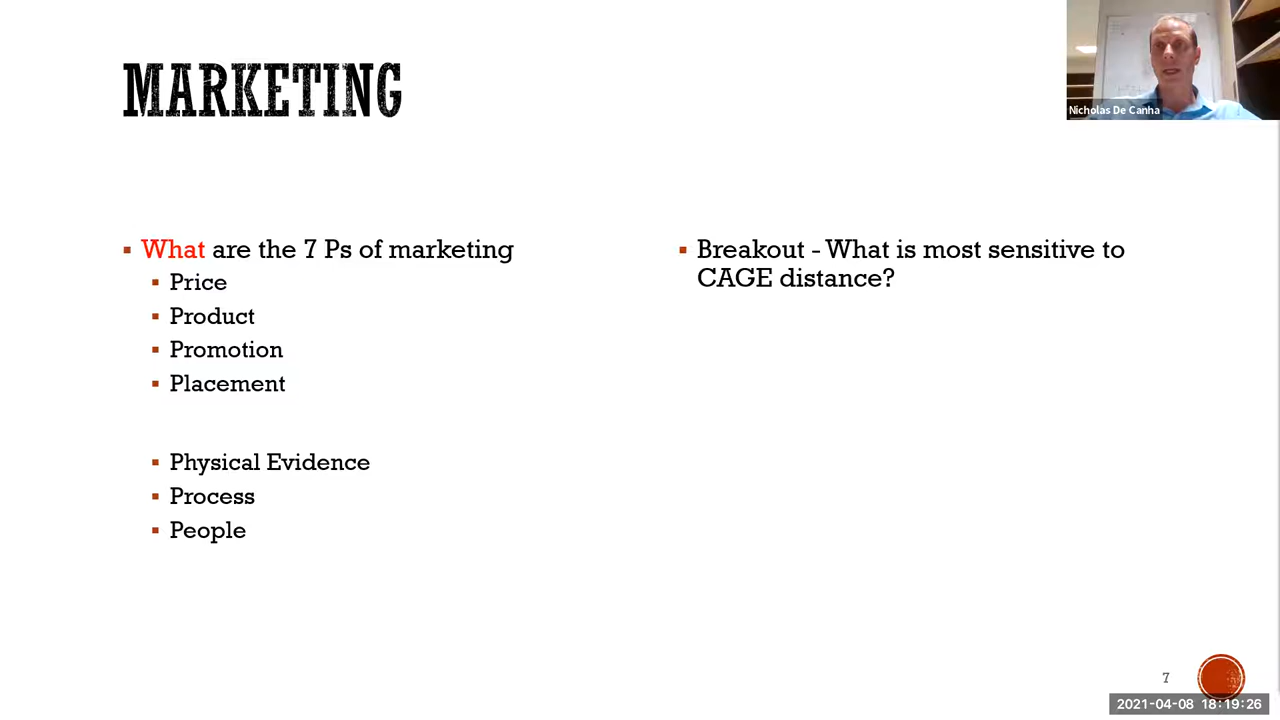 MARKETING
Nicholas De Canha
What are the 7 Ps of marketing
Price
Product
Promotion
Placement
Physical Evidence
Process
People
Breakout - What is most sensitive to
CAGE distance?
7
2021-04-08 18:19:26